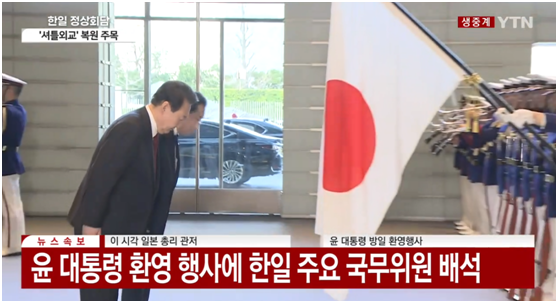 한일 정상회담
'셔틀외교' 복원 주목
생중계 YTN
뉴스속보
이 시각 일본 총리 관저
윤 대통령 방일 환영행사
윤 대통령 환영 행사에 한일 주요 국무위원 배석